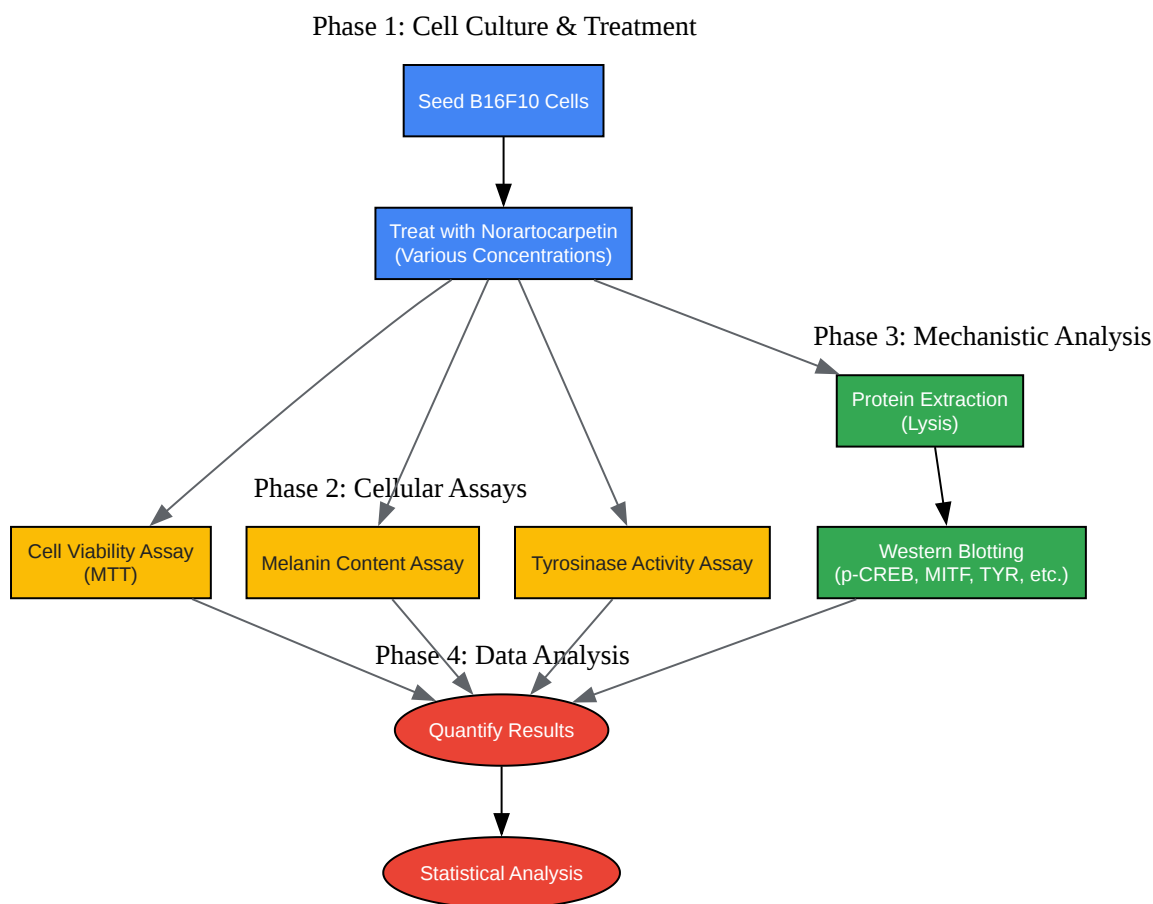 Phase 1: Cell Culture & Treatment
Seed B16F10 Cells
Treat with Norartocarpetin
(Various Concentrations)
Phase 3: Mechanistic Analysis
Protein Extraction
(Lysis)
Phase 2: Cellular Assays
Cell Viability Assay
(MTT)
Melanin Content Assay
Tyrosinase Activity Assay
Western Blotting
(p-CREB, MITF, TYR, etc.)
Phase 4: Data Analysis
Quantify Results
Statistical Analysis